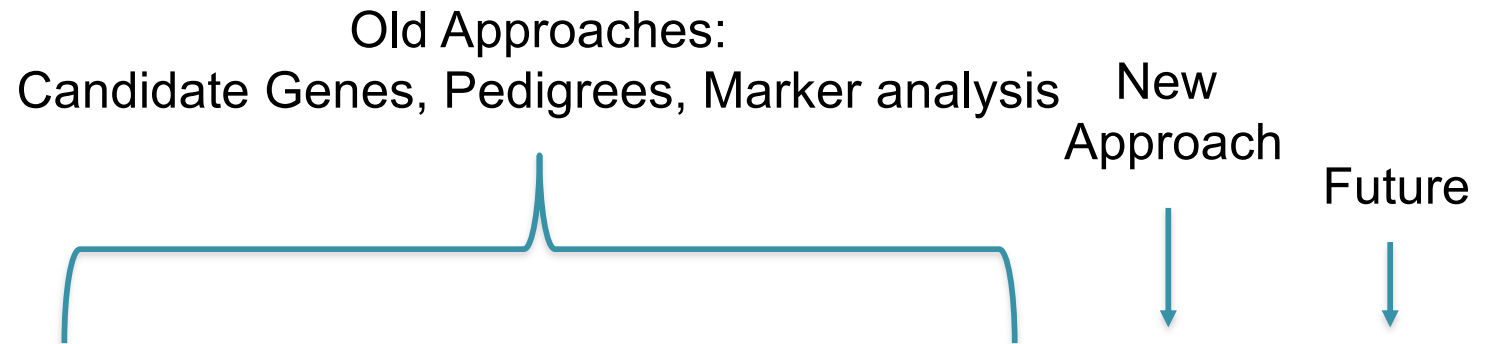 Old Approaches:
Candidate Genes, Pedigrees, Marker analysis
New
Approach
Future